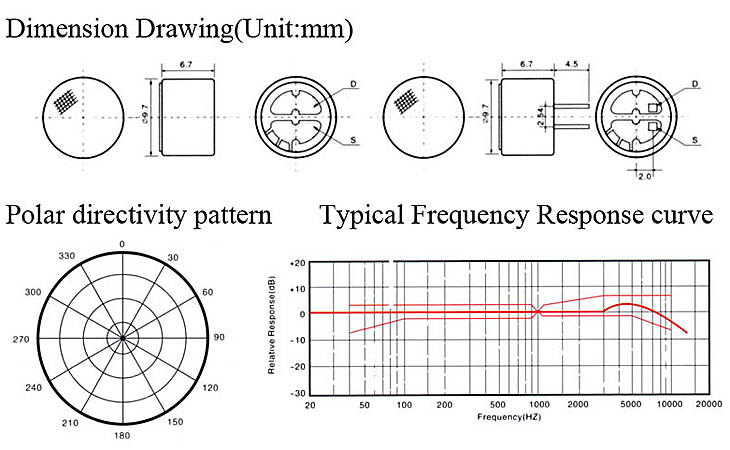 Dimension Drawing(Unit:mm)
6.7
Ø9.7
D
S
6.7 4.5
Ø9.7
2.54
D
S
2.0
Polar directivity pattern
Typical Frequency Response curve
0
330 30
300 60
270 90
240 120
210 150
180
Relative Response(dB)
+20
+10
0
-10
-20
-30
20 50 100 200 500 1000 2000 5000 10000 20000
Frequency(HZ)